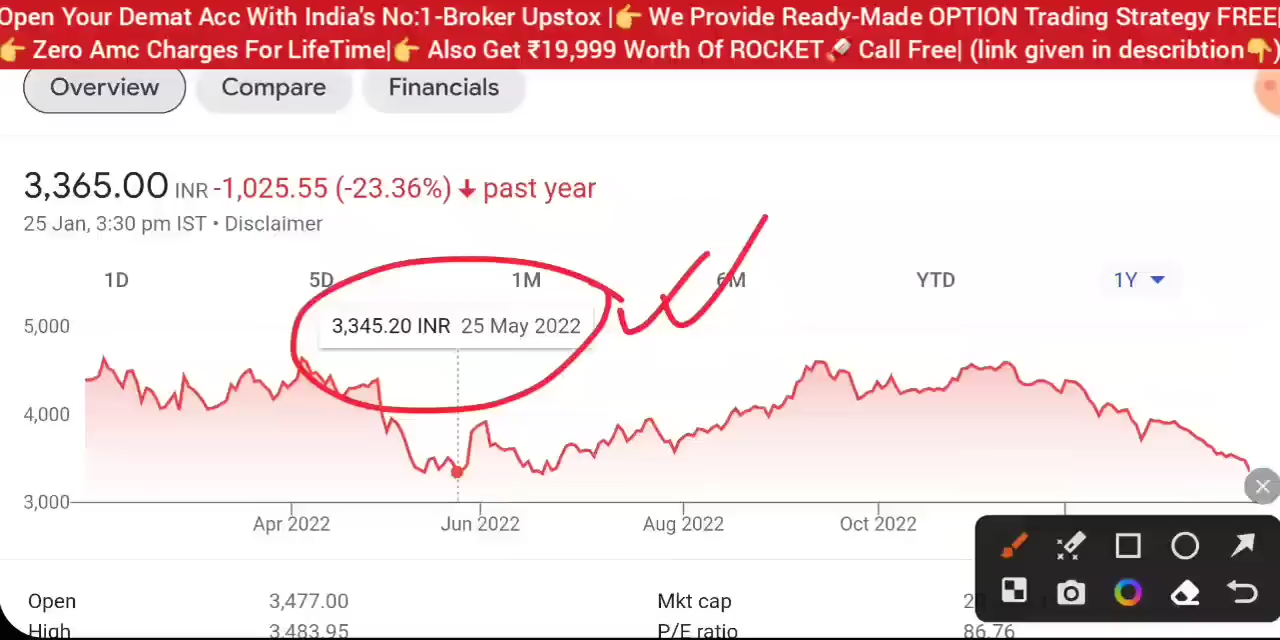 Open Your Demat Acc With India's No:1-Broker Upstox |👉 We Provide Ready-Made OPTION Trading Strategy FREE|
👉 Zero Amc Charges For LifeTime|👉 Also Get ₹19,999 Worth Of ROCKET🚀 Call Free| (link given in describtion👇)
Overview Compare Financials
3,365.00 INR -1,025.55 (-23.36%) ↓ past year
25 Jan, 3:30 pm IST • Disclaimer
1D 5D 1M 6M YTD 1Y
3,345.20 INR 25 May 2022
5,000
4,000
3,000
Apr 2022 Jun 2022 Aug 2022 Oct 2022
Open 3,477.00 Mkt cap
High 3,483.95 P/E ratio 86.76